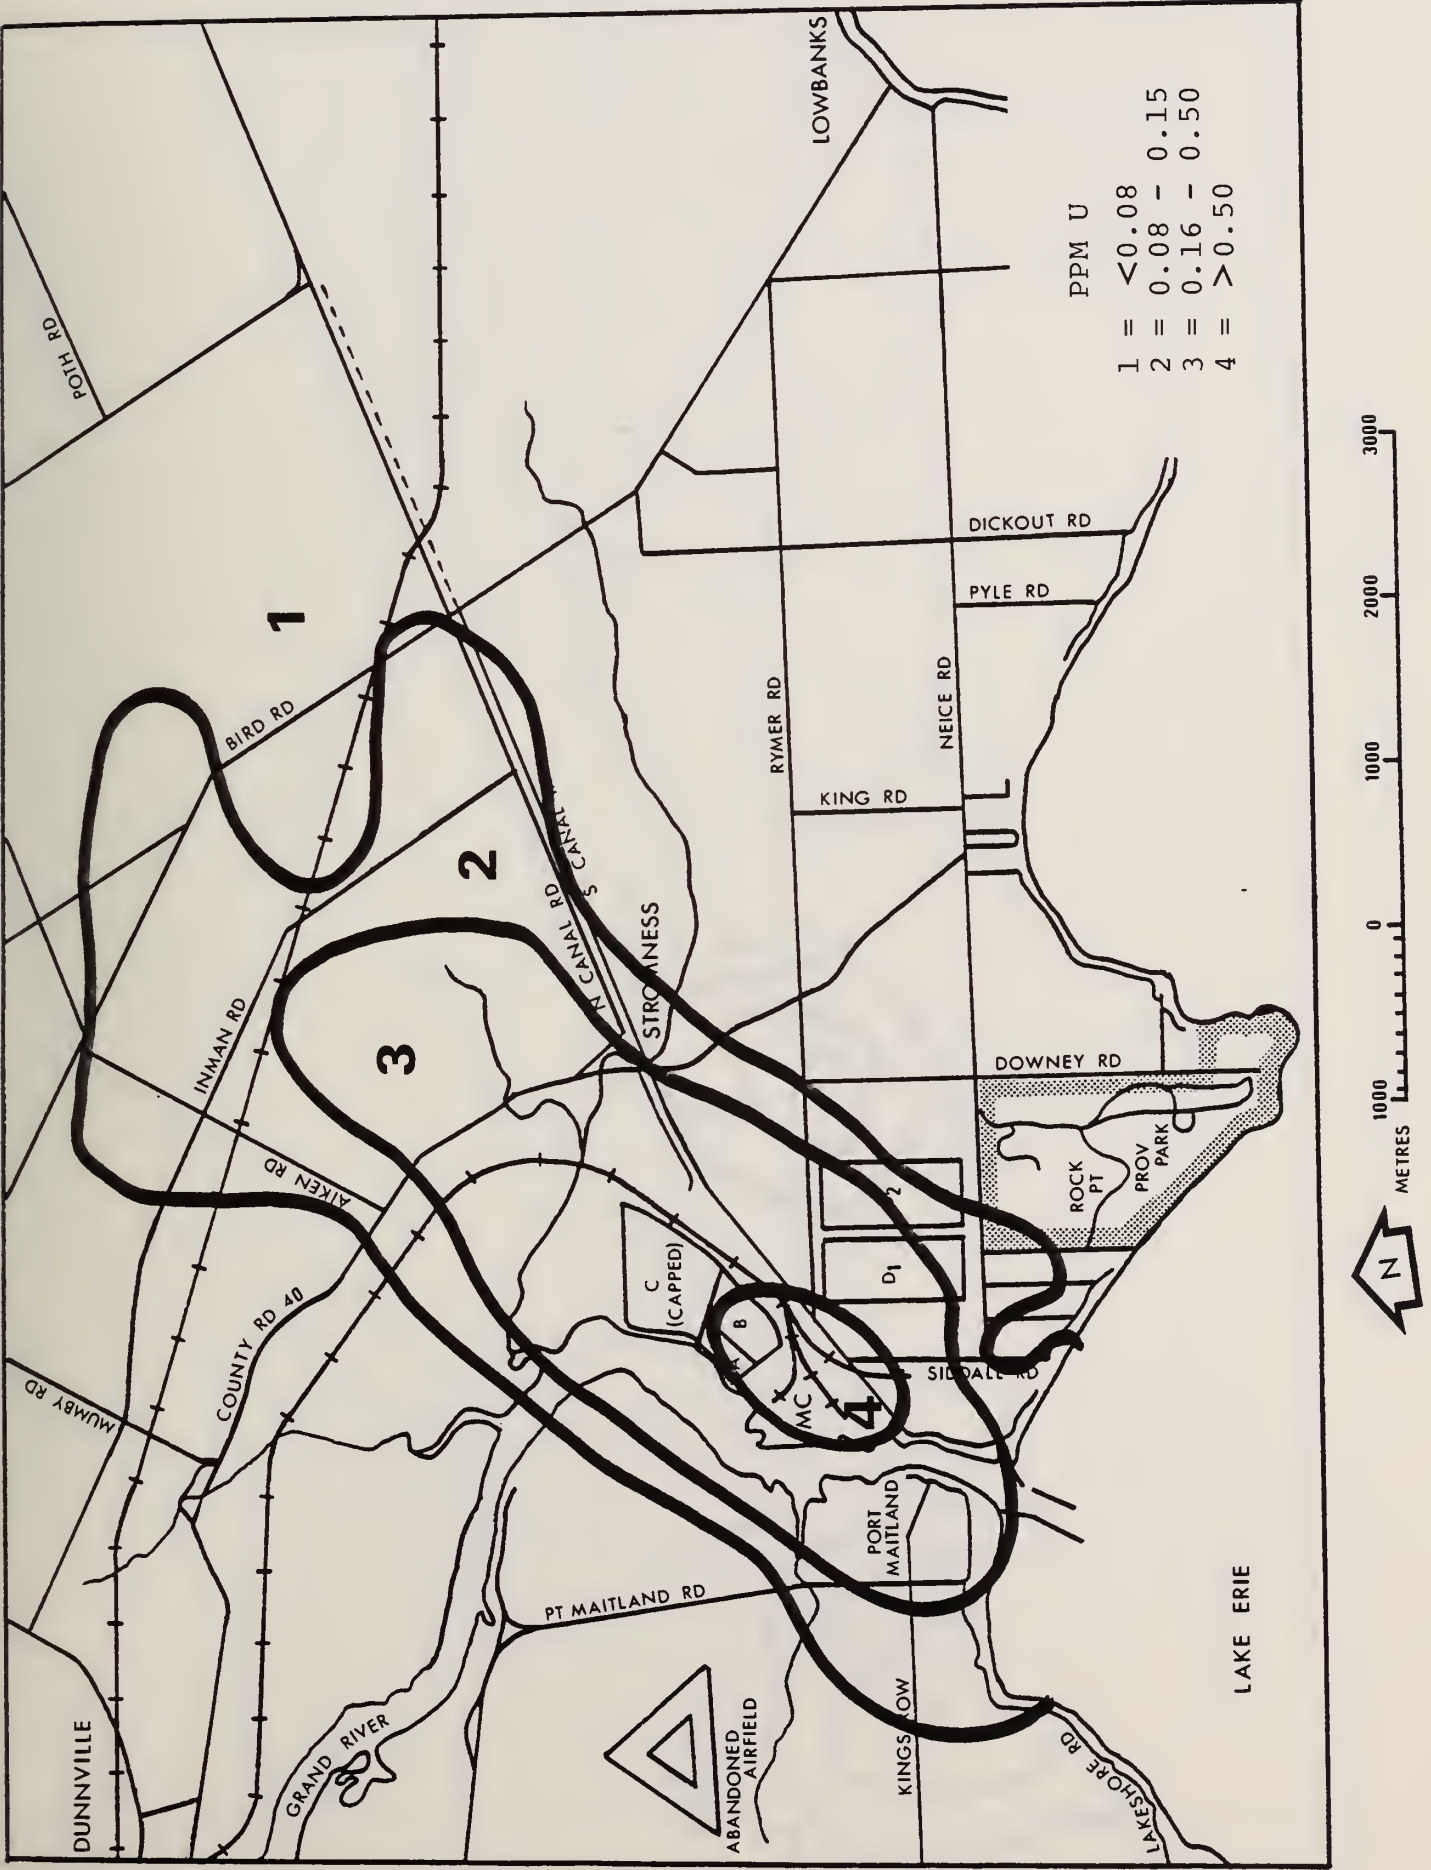 DUNNVILLE
MUMBY RD
COUNTY RD 40
AIKEN RD
INMAN RD
BIRD RD
POTH RD
1
2
3
GRAND RIVER
PT MAITLAND RD
ABANDONED
AIRFIELD
N CANAL RD
S CANAL
STROMNESS
C
(CAPPED)
B
A
MC
4
D1
2
LOWBANKS
RYMER RD
KING RD
NEICE RD
PYLE RD
DICKOUT RD
DOWNEY RD
SIDDALL RD
PORT
MAITLAND
KINGS ROW
ROCK
PT
PROV
PARK
LAKESHORE RD
LAKE ERIE
PPM U
1 = <0.08
2 = 0.08 - 0.15
3 = 0.16 - 0.50
4 = >0.50
N
METRES
1000 0 1000 2000 3000